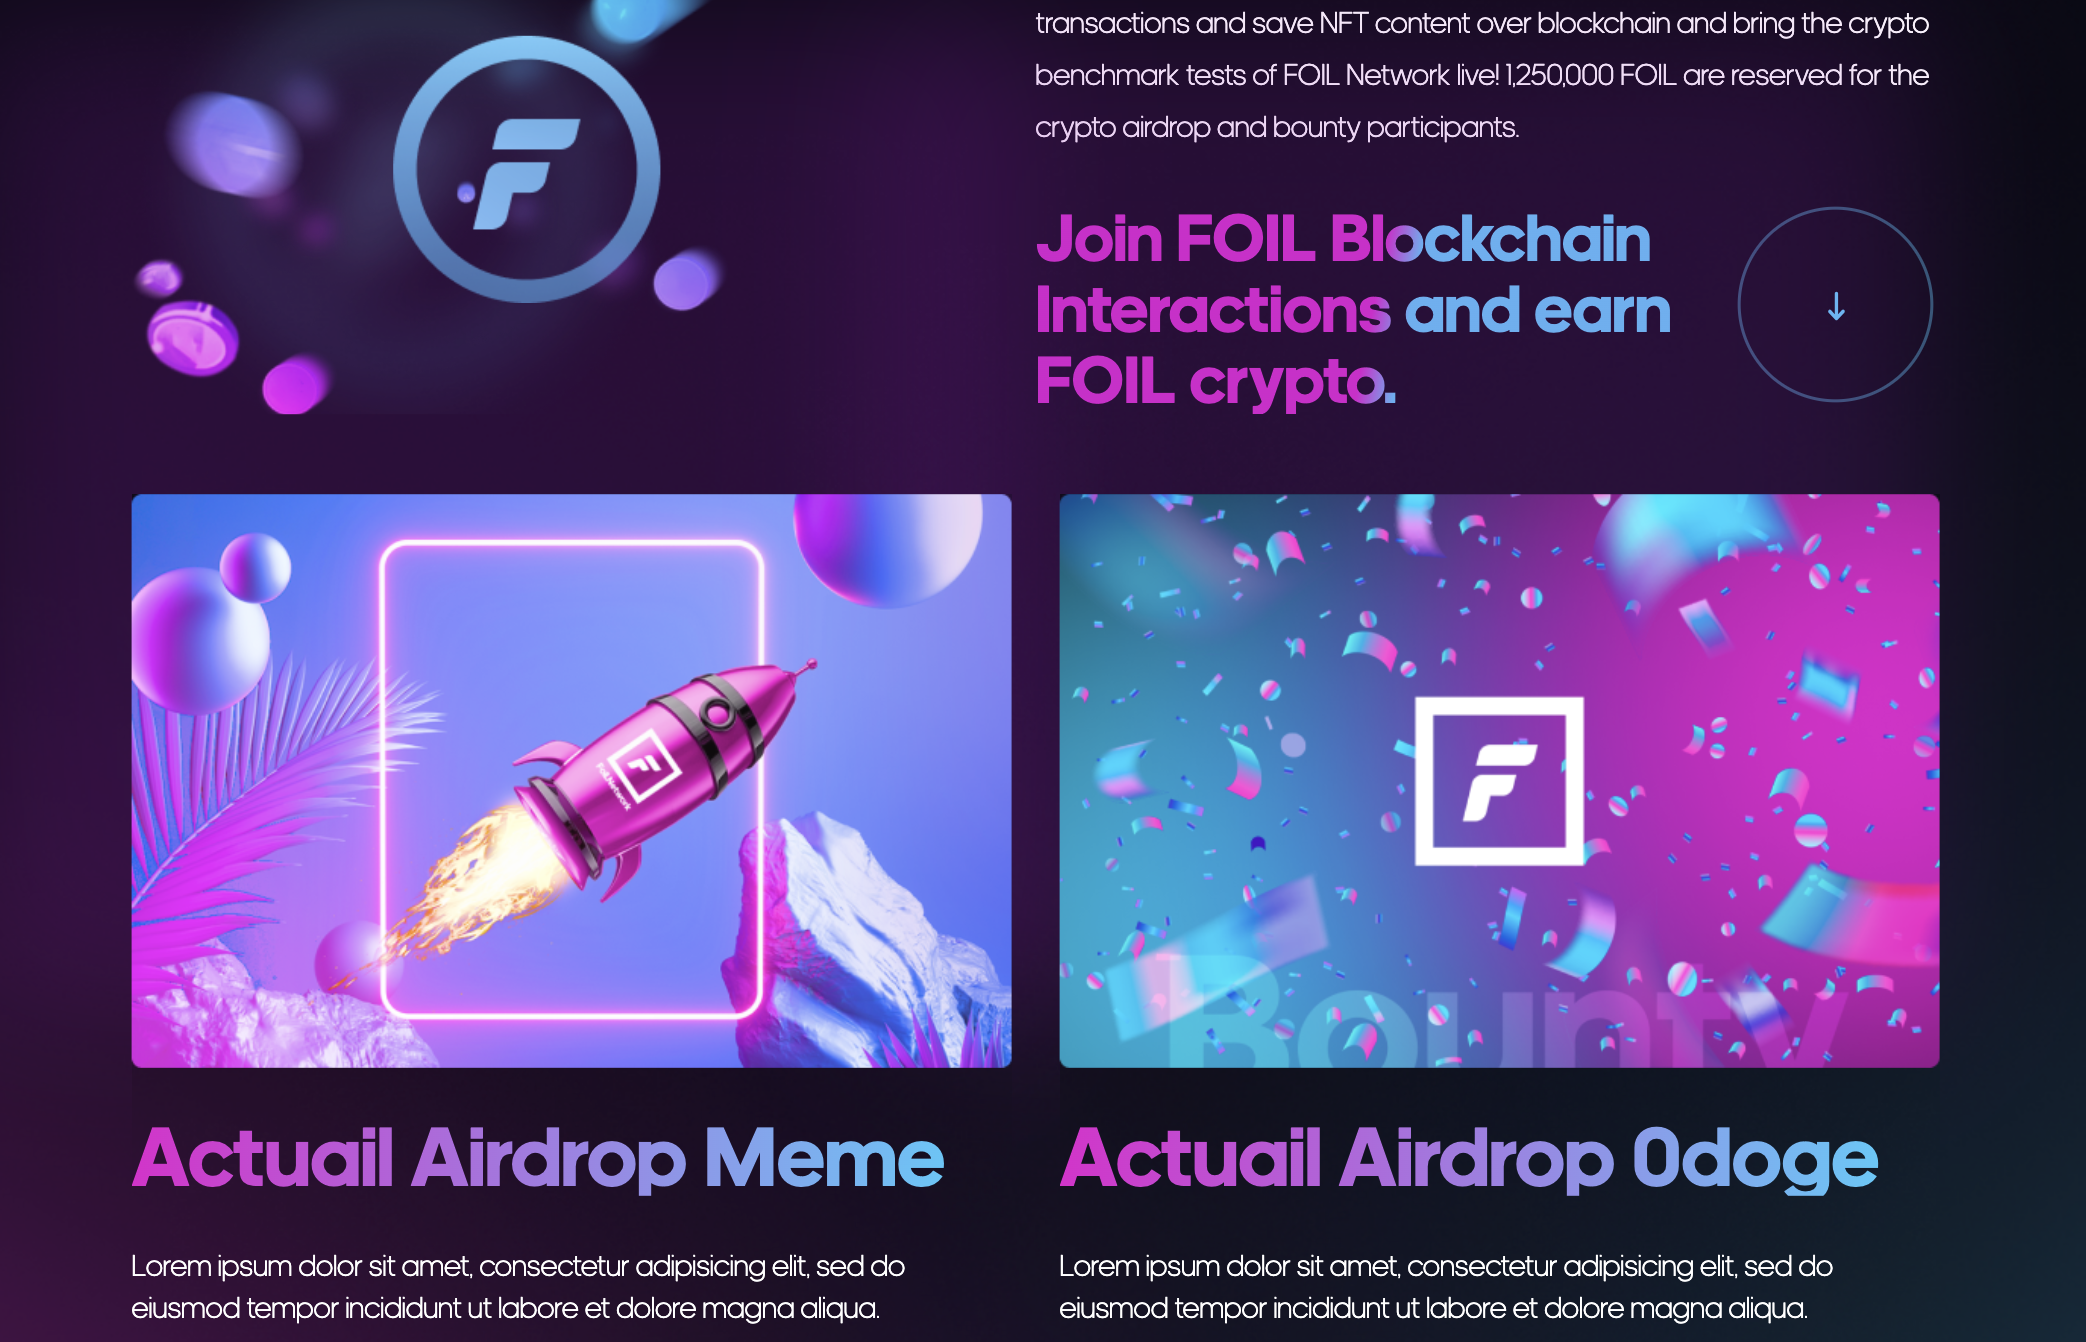 transactions and save NFT content over blockchain and bring the crypto
benchmark tests of FOIL Network live! 1,250,000 FOIL are reserved for the
crypto airdrop and bounty participants.
Join FOIL Blockchain
Interactions and earn
FOIL crypto.
F
F
FoilNetwork
F
Bounty
Actuail Airdrop Meme
Actuail Airdrop 0doge
Lorem ipsum dolor sit amet, consectetur adipisicing elit, sed do
eiusmod tempor incididunt ut labore et dolore magna aliqua.
Lorem ipsum dolor sit amet, consectetur adipisicing elit, sed do
eiusmod tempor incididunt ut labore et dolore magna aliqua.